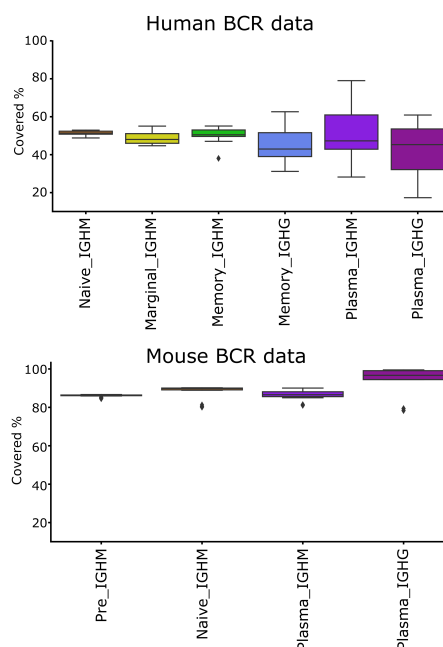 Human BCR data
100
80
60
40
20
Covered %
Naive_IGHM
Marginal_IGHM
Memory_IGHM
Memory_IGHG
Plasma_IGHM
Plasma_IGHG
Mouse BCR data
100
80
60
40
20
Covered %
Pre_IGHM
Naive_IGHM
Plasma_IGHM
Plasma_IGHG